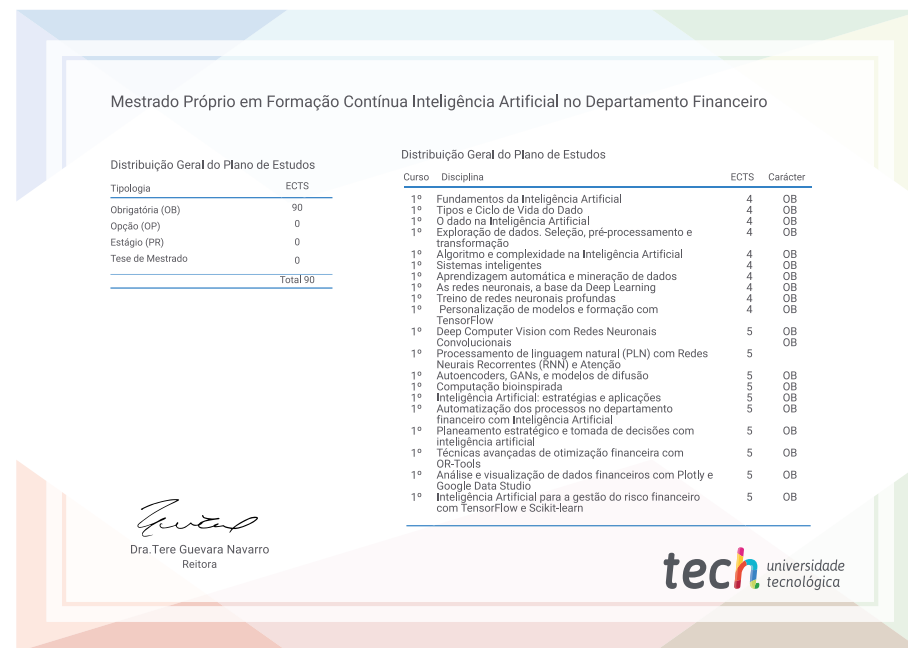 Mestrado Próprio em Formação Contínua Inteligência Artificial no Departamento Financeiro
Distribuição Geral do Plano de Estudos
Tipologia ECTS
Obrigatória (OB) 90
Opção (OP) 0
Estágio (PR) 0
Tese de Mestrado 0
Total 90
Distribuição Geral do Plano de Estudos
Curso Disciplina ECTS Carácter
1º Fundamentos da Inteligência Artificial 4 OB
1º Tipos e Ciclo de Vida do Dado 4 OB
1º O dado na Inteligência Artificial 4 OB
1º Exploração de dados. Seleção, pré-processamento e 4 OB
transformação
1º Algoritmo e complexidade na Inteligência Artificial 4 OB
1º Sistemas inteligentes 4 OB
1º Aprendizagem automática e mineração de dados 4 OB
1º As redes neuronais, a base da Deep Learning 4 OB
1º Treino de redes neuronais profundas 4 OB
1º Personalização de modelos e formação com 4 OB
TensorFlow
1º Deep Computer Vision com Redes Neuronais 5 OB
Convolucionais OB
1º Processamento de linguagem natural (PLN) com Redes 5
Neurais Recorrentes (RNN) e Atenção
1º Autoencoders, GANs, e modelos de difusão 5 OB
1º Computação bioinspirada 5 OB
1º Inteligência Artificial: estratégias e aplicações 5 OB
1º Automatização dos processos no departamento 5 OB
financeiro com Inteligência Artificial
1º Planeamento estratégico e tomada de decisões com 5 OB
inteligência artificial
1º Técnicas avançadas de otimização financeira com 5 OB
OR-Tools
1º Análise e visualização de dados financeiros com Plotly e 5 OB
Google Data Studio
1º Inteligência Artificial para a gestão do risco financeiro 5 OB
com TensorFlow e Scikit-learn
Dra.Tere Guevara Navarro
Reitora
tech universidade
tecnológica